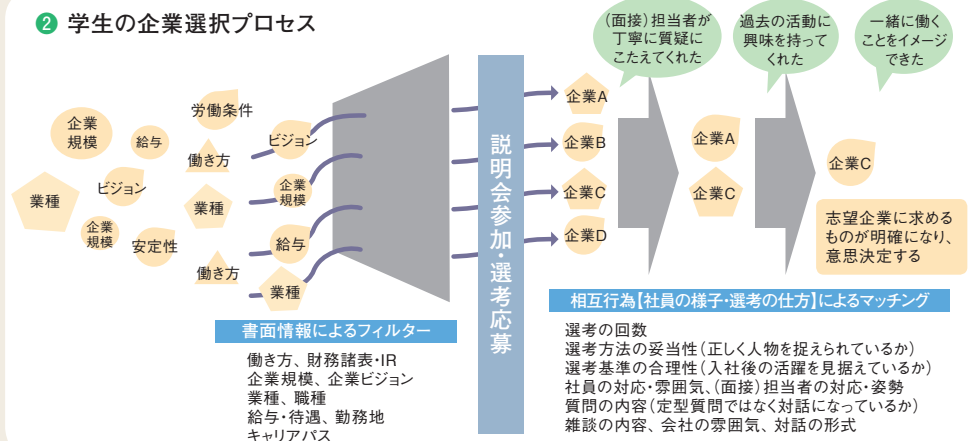 ❷ 学生の企業選択プロセス
(面接)担当者が
丁寧に質疑に
こたえてくれた
過去の活動に
興味を持って
くれた
一緒に働く
ことをイメージ
できた
企業
規模
給与
業種
ビジョン
企業
規模
安定性
労働条件
働き方
業種
働き方
ビジョン
企業
規模
給与
業種
説明会参加・選考応募
企業A
企業B
企業C
企業D
企業A
企業C
企業C
志望企業に求める
ものが明確になり、
意思決定する
書面情報によるフィルター
働き方、財務諸表・IR
企業規模、企業ビジョン
業種、職種
給与・待遇、勤務地
キャリアパス
相互行為【社員の様子・選考の仕方】によるマッチング
選考の回数
選考方法の妥当性(正しく人物を捉えられているか)
選考基準の合理性(入社後の活躍を見据えているか)
社員の対応・雰囲気、(面接)担当者の対応・姿勢
質問の内容(定型質問ではなく対話になっているか)
雑談の内容、会社の雰囲気、対話の形式